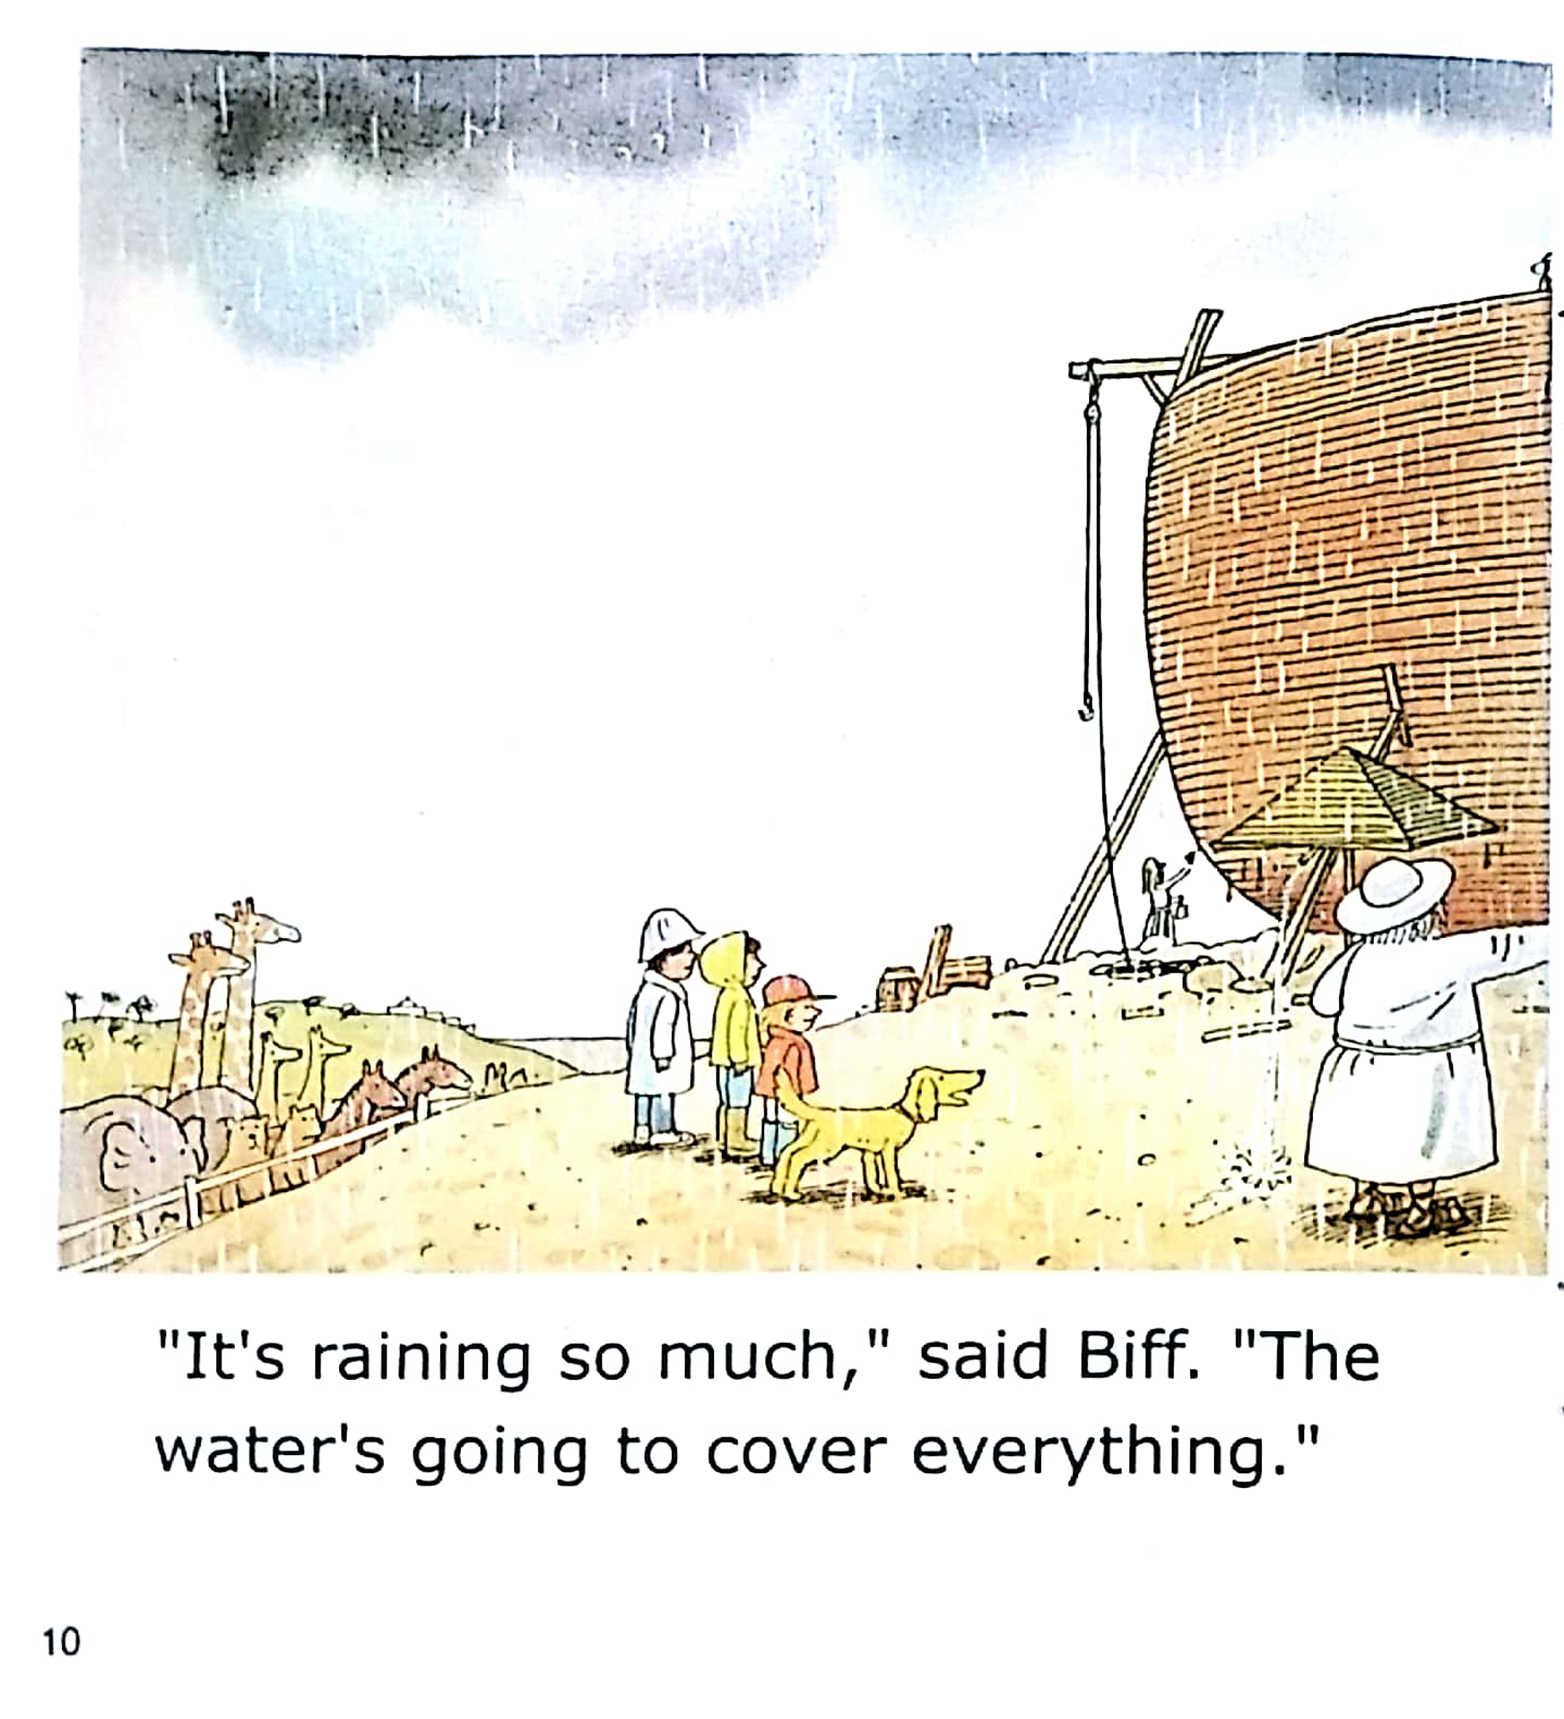 "It's raining so much," said Biff. "The
water's going to cover everything."
10